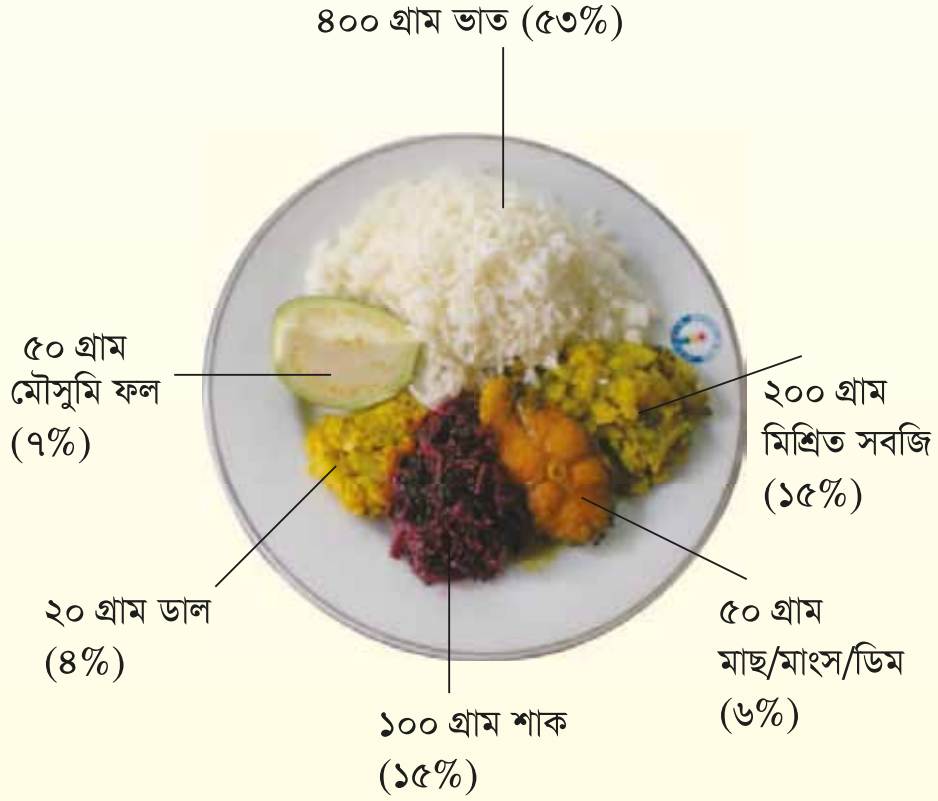 ৪০০ গ্রাম ভাত (৫৩%)
৫০ গ্রাম
মৌসুমি ফল
(৭%)
২০০ গ্রাম
মিশ্রিত সবজি
(১৫%)
২০ গ্রাম ডাল
(৪%)
৫০ গ্রাম
মাছ/মাংস/ডিম
(৬%)
১০০ গ্রাম শাক
(১৫%)